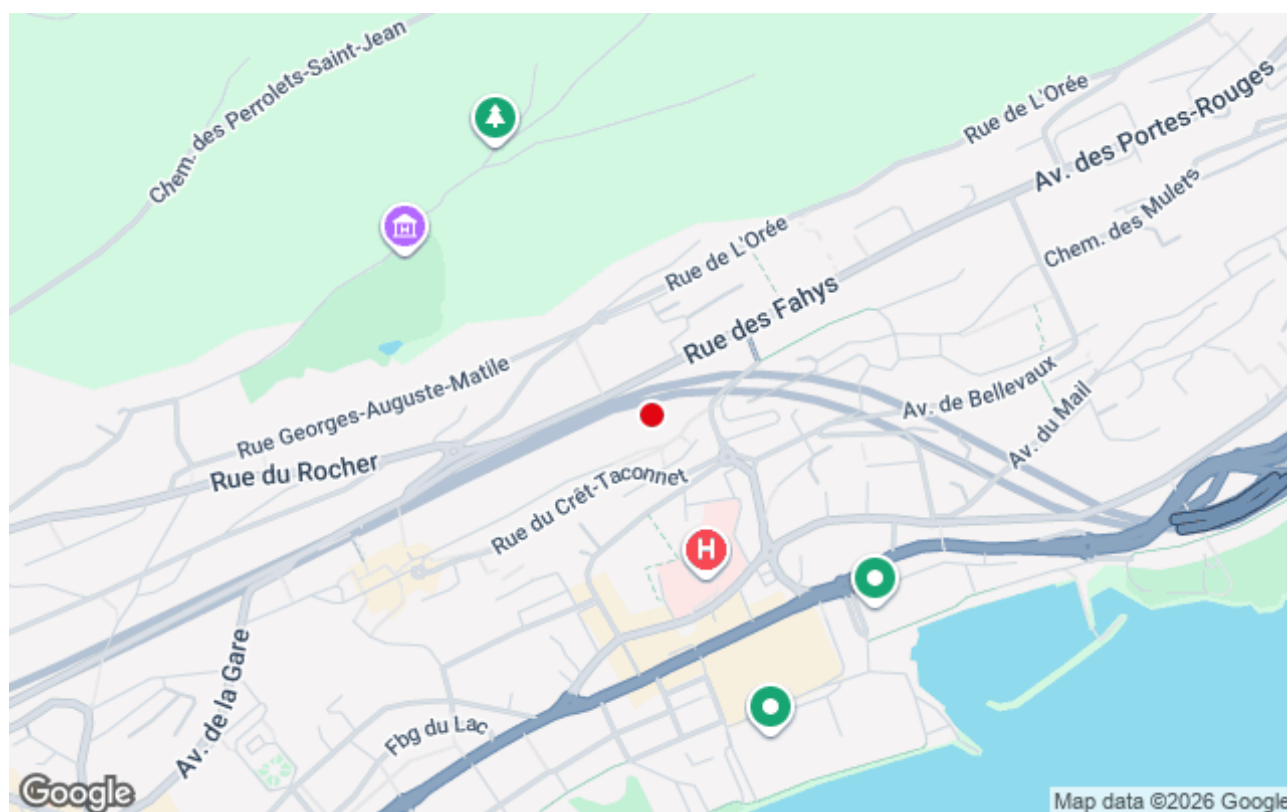 Chem. des Perrolets-Saint-Jean
Rue de L'Orée
Av. des Portes-Rouges
Chem. des Mulets
Rue de L'Orée
Rue des Fahys
Rue Georges-Auguste-Matile
Av. de Bellevaux
Av. du Mail
Rue du Rocher
Rue du Crêt-Taconnet
H
Av. de la Gare
Fbg du Lac
Google
Map data ©2026 Google